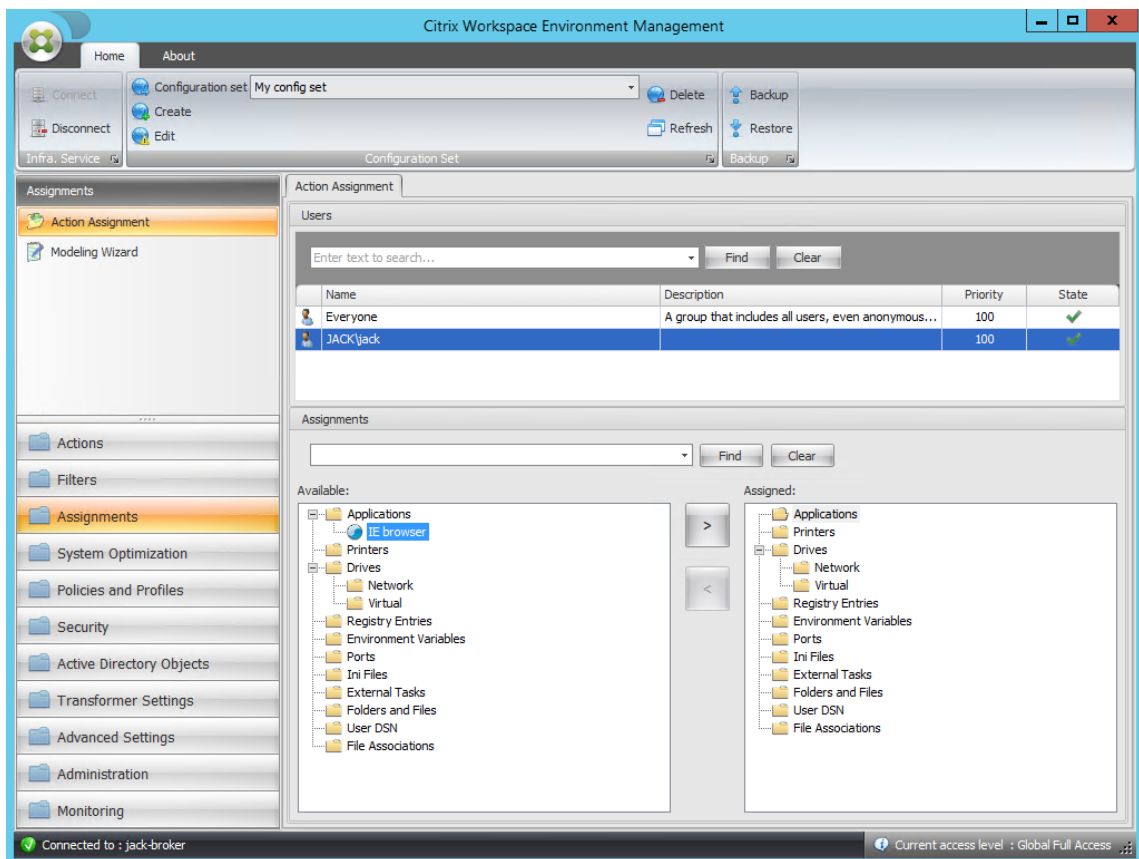 Citrix Workspace Environment Management
Home About
Connect
Disconnect
Infra. Service
Configuration set My config set
Create
Edit
Delete
Refresh
Configuration Set
Backup
Restore
Backup
Assignments
Action Assignment
Modeling Wizard
Actions
Filters
Assignments
System Optimization
Policies and Profiles
Security
Active Directory Objects
Transformer Settings
Advanced Settings
Administration
Monitoring
Action Assignment
Users
Enter text to search... Find Clear
Name Description Priority State
Everyone A group that includes all users, even anonymous... 100
JACK\jack 100
Assignments
Find Clear
Available:
Applications
IE browser
Printers
Drives
Network
Virtual
Registry Entries
Environment Variables
Ports
Ini Files
External Tasks
Folders and Files
User DSN
File Associations
>
<
Assigned:
Applications
Printers
Drives
Network
Virtual
Registry Entries
Environment Variables
Ports
Ini Files
External Tasks
Folders and Files
User DSN
File Associations
Connected to : jack-broker
Current access level : Global Full Access